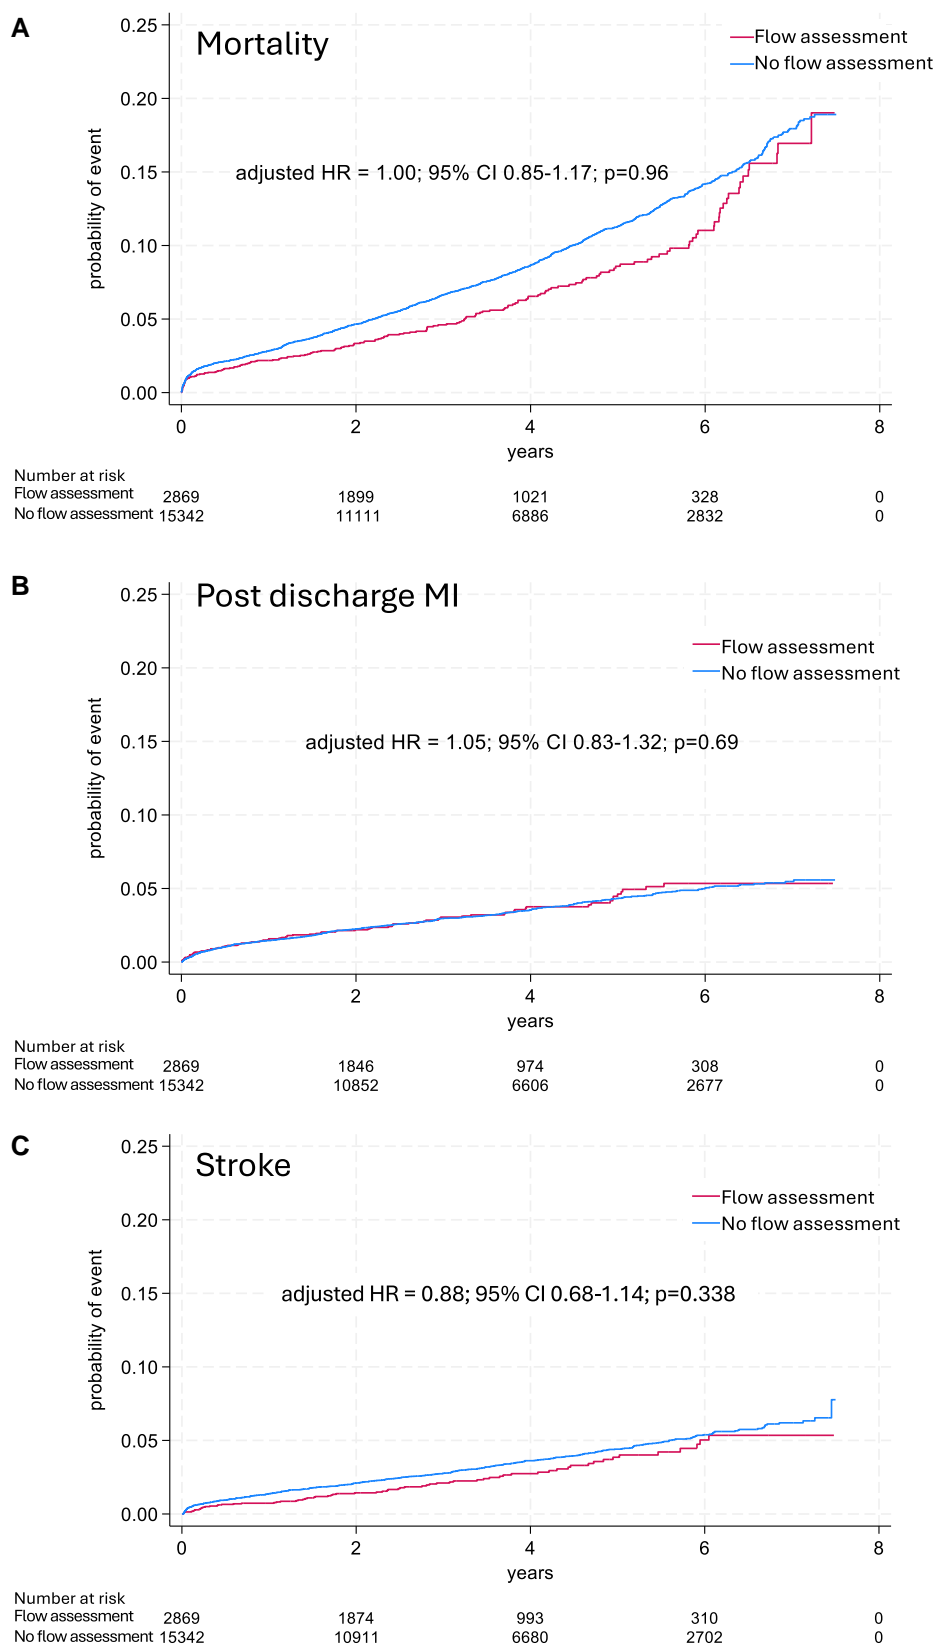 A
Mortality
Flow assessment
No flow assessment
adjusted HR = 1.00; 95% CI 0.85-1.17; p=0.96
probability of event
0.25
0.20
0.15
0.10
0.05
0.00
0 2 4 6 8
years
Number at risk
Flow assessment 2869 1899 1021 328 0
No flow assessment 15342 11111 6886 2832 0
B
Post discharge MI
Flow assessment
No flow assessment
adjusted HR = 1.05; 95% CI 0.83-1.32; p=0.69
probability of event
0.25
0.20
0.15
0.10
0.05
0.00
0 2 4 6 8
years
Number at risk
Flow assessment 2869 1846 974 308 0
No flow assessment 15342 10852 6606 2677 0
C
Stroke
Flow assessment
No flow assessment
adjusted HR = 0.88; 95% CI 0.68-1.14; p=0.338
probability of event
0.25
0.20
0.15
0.10
0.05
0.00
0 2 4 6 8
years
Number at risk
Flow assessment 2869 1874 993 310 0
No flow assessment 15342 10911 6680 2702 0